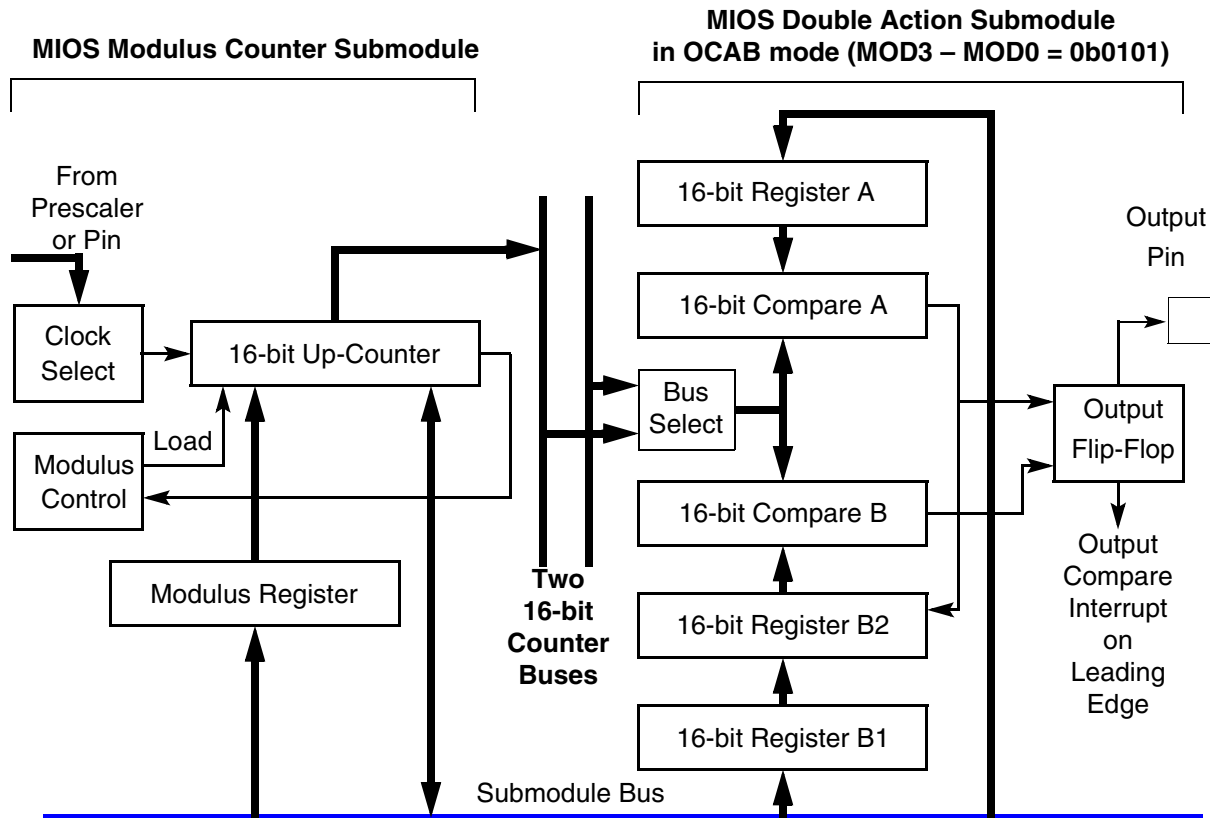 MIOS Modulus Counter Submodule
MIOS Double Action Submodule
in OCAB mode (MOD3 – MOD0 = 0b0101)
From
Prescaler
or Pin
Clock
Select
16-bit Up-Counter
Load
Modulus
Control
Modulus Register
Two
16-bit
Counter
Buses
16-bit Register A
16-bit Compare A
Bus
Select
16-bit Compare B
16-bit Register B2
16-bit Register B1
Output
Pin
Output
Flip-Flop
Output
Compare
Interrupt
on
Leading
Edge
Submodule Bus